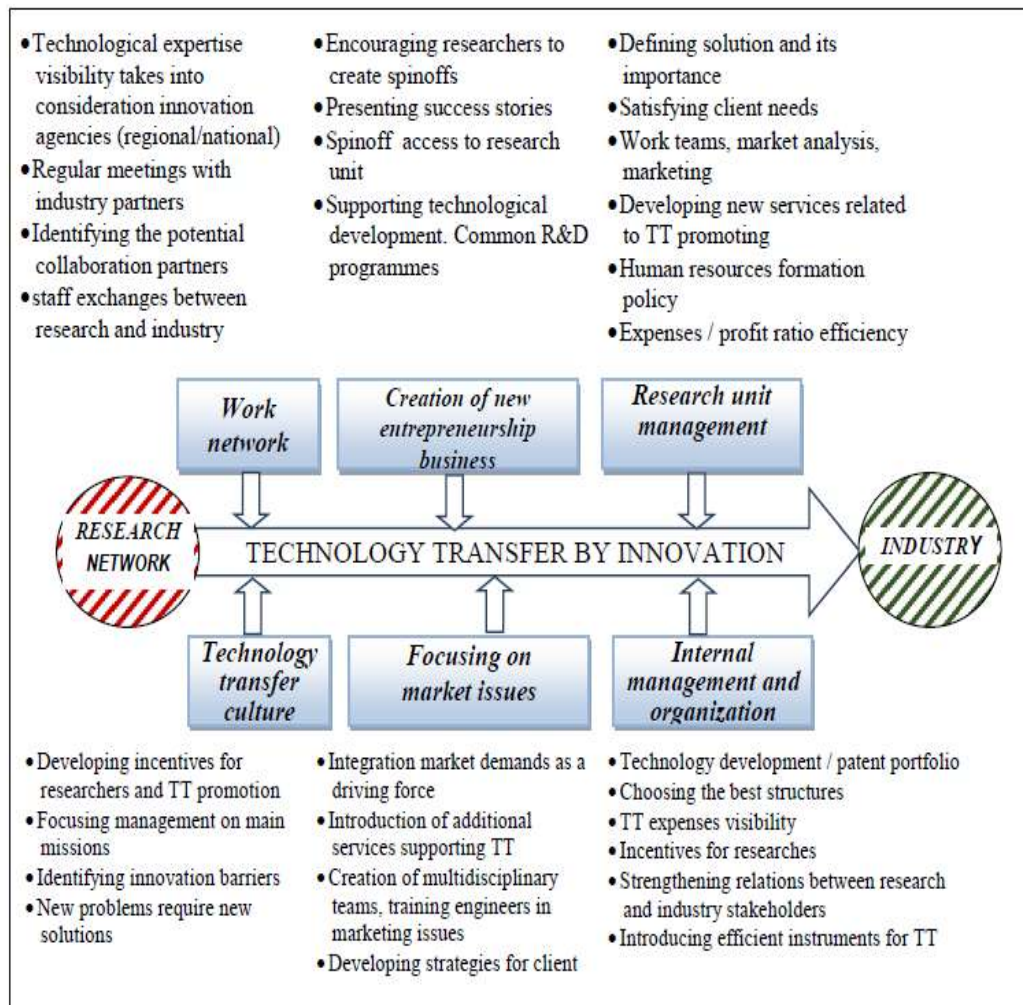 •Technological expertise
visibility takes into
consideration innovation
agencies (regional/national)
•Regular meetings with
industry partners
•Identifying the potential
collaboration partners
•staff exchanges between
research and industry
•Encouraging researchers to
create spinoffs
•Presenting success stories
•Spinoff access to research
unit
•Supporting technological
development. Common R&D
programmes
•Defining solution and its
importance
•Satisfying client needs
•Work teams, market analysis,
marketing
•Developing new services related
to TT promoting
•Human resources formation
policy
•Expenses / profit ratio efficiency
Work
network
Creation of new
entrepreneurship
business
Research unit
management
RESEARCH
NETWORK
TECHNOLOGY TRANSFER BY INNOVATION
INDUSTRY
Technology
transfer
culture
Focusing on
market issues
Internal
management and
organization
•Developing incentives for
researchers and TT promotion
•Focusing management on main
missions
•Identifying innovation barriers
•New problems require new
solutions
•Integration market demands as a
driving force
•Introduction of additional
services supporting TT
•Creation of multidisciplinary
teams, training engineers in
marketing issues
•Developing strategies for client
•Technology development / patent portfolio
•Choosing the best structures
•TT expenses visibility
•Incentives for researches
•Strengthening relations between research
and industry stakeholders
•Introducing efficient instruments for TT